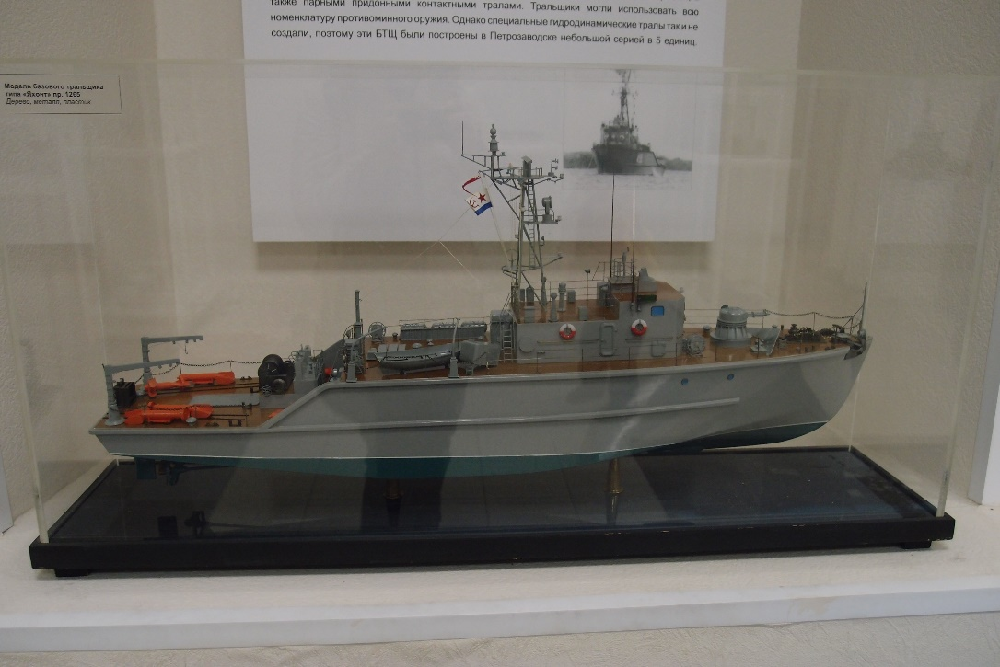 также парными придонными контактными тралами. Тральщики могли использовать всю
номенклатуру противоминного оружия. Однако специальные гидродинамические тралы так и не
создали, поэтому эти БТЩ были построены в Петрозаводске небольшой серией в 5 единиц.
Модель базового тральщика
типа «Яхонт» пр. 1265
Дерево, металл, пластик